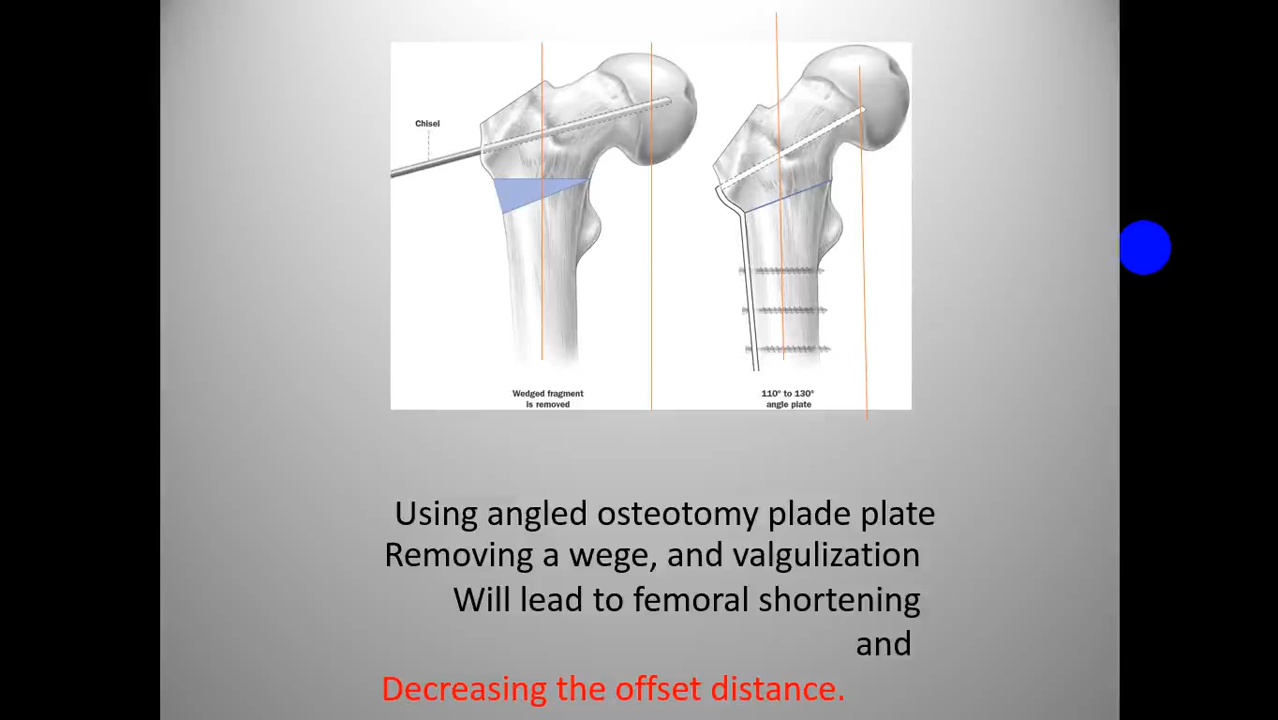 Chisel
Wedged fragment
is removed
110° to 130°
angle plate
Using angled osteotomy plade plate
Removing a wege, and valgulization
Will lead to femoral shortening
and
Decreasing the offset distance.